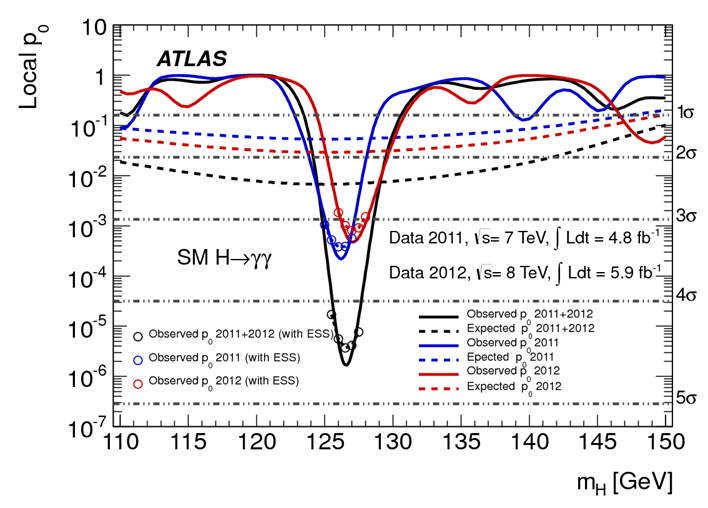 Local p0
10
1
10-1
10-2
10-3
10-4
10-5
10-6
10-7
ATLAS
1σ
2σ
3σ
4σ
5σ
Data 2011, √s= 7 TeV, ∫ Ldt = 4.8 fb-1
SM H→γγ
Data 2012, √s= 8 TeV, ∫ Ldt = 5.9 fb-1
Observed p0 2011+2012 (with ESS)
Observed p0 2011 (with ESS)
Observed p0 2012 (with ESS)
Observed p0 2011+2012
Expected p0 2011+2012
Observed p0 2011
Epected p0 2011
Observed p0 2012
Expected p0 2012
110 115 120 125 130 135 140 145 150
mH [GeV]